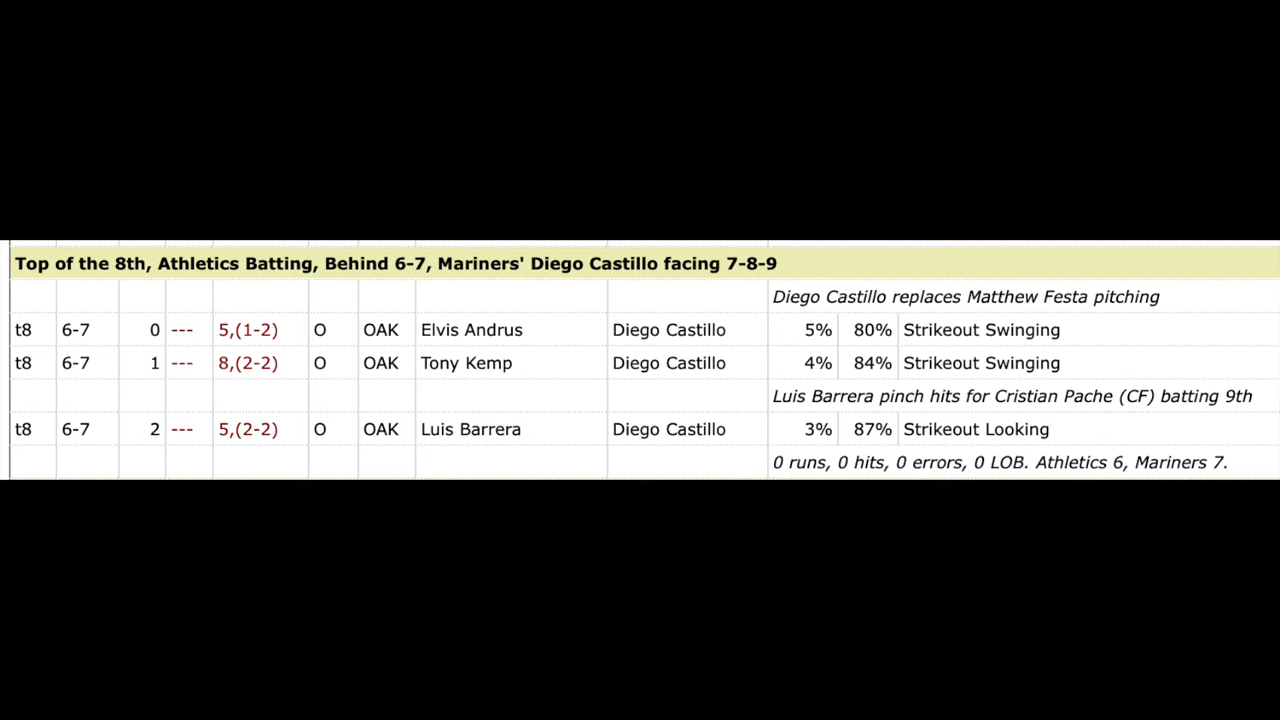 Top of the 8th, Athletics Batting, Behind 6-7, Mariners' Diego Castillo facing 7-8-9
Diego Castillo replaces Matthew Festa pitching
t8 6-7 0 --- 5,(1-2) O OAK Elvis Andrus Diego Castillo 5% 80% Strikeout Swinging
t8 6-7 1 --- 8,(2-2) O OAK Tony Kemp Diego Castillo 4% 84% Strikeout Swinging
Luis Barrera pinch hits for Cristian Pache (CF) batting 9th
t8 6-7 2 --- 5,(2-2) O OAK Luis Barrera Diego Castillo 3% 87% Strikeout Looking
0 runs, 0 hits, 0 errors, 0 LOB. Athletics 6, Mariners 7.